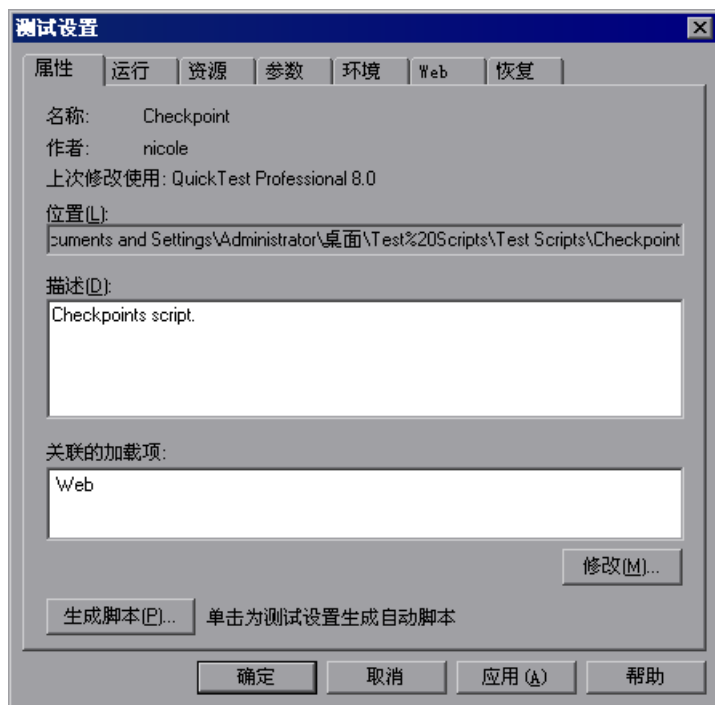 测试设置
属性 运行 资源 参数 环境 Web 恢复
名称: Checkpoint
作者: nicole
上次修改使用: QuickTest Professional 8.0
位置(L):
cuments and Settings\Administrator\桌面\Test%20Scripts\Test Scripts\Checkpoint
描述(D):
Checkpoints script.
关联的加载项:
Web
修改(M)...
生成脚本(P)... 单击为测试设置生成自动脚本
确定 取消 应用(A) 帮助